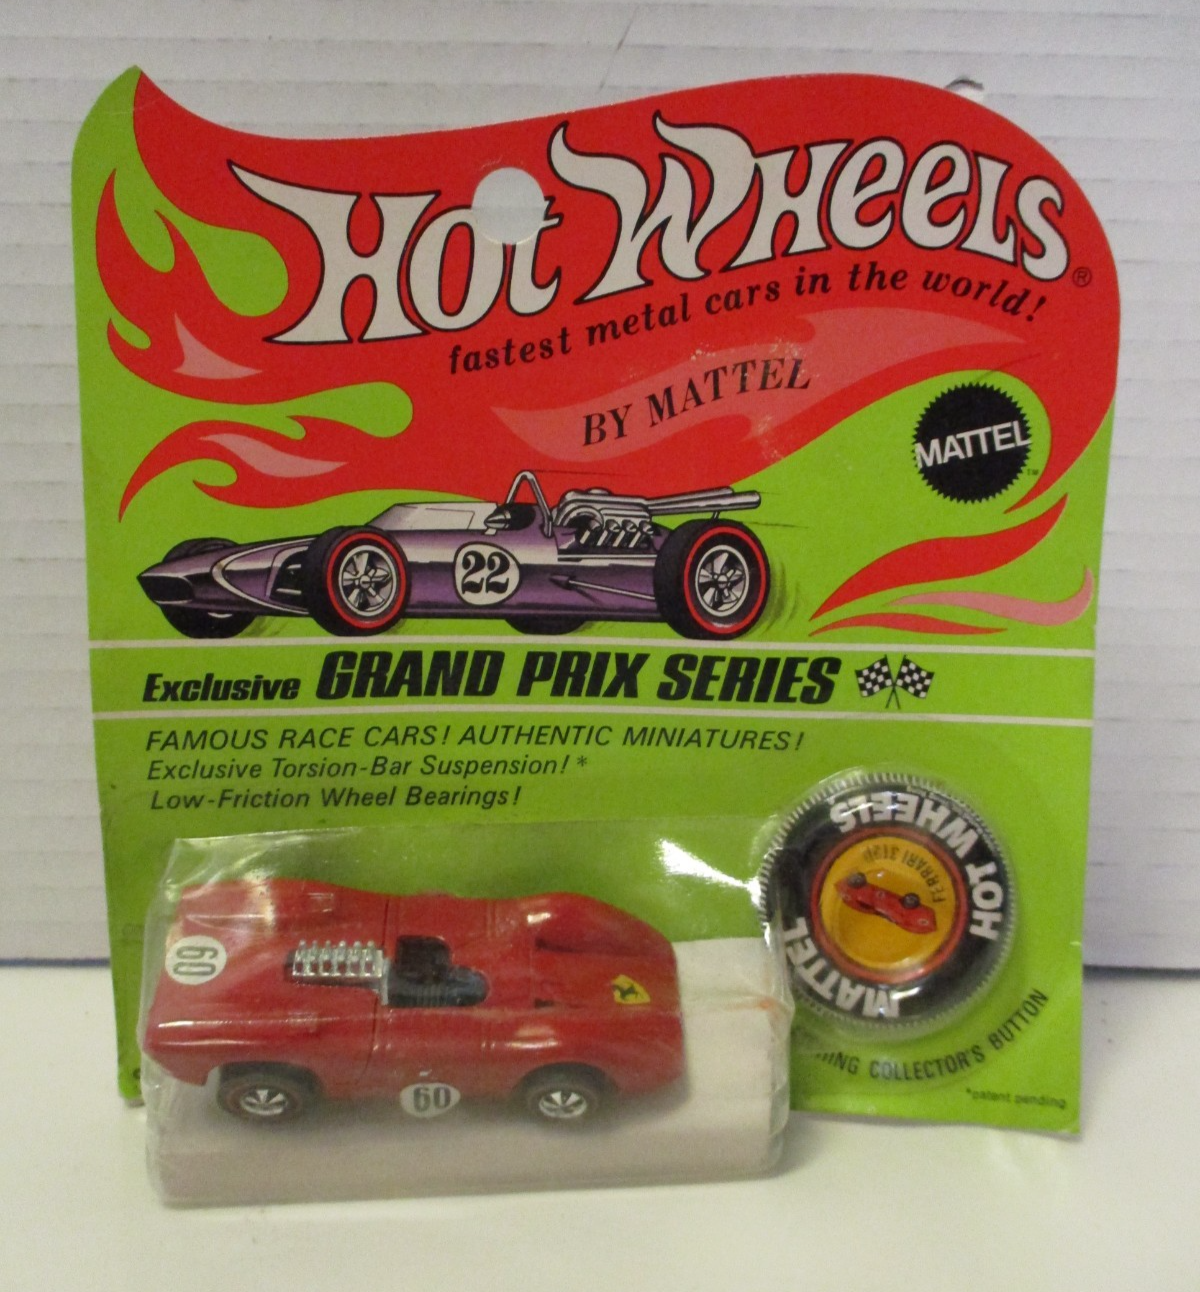 HOT WHEELS®
fastest metal cars in the world!
BY MATTEL
MATTEL™
22
Exclusive GRAND PRIX SERIES
FAMOUS RACE CARS! AUTHENTIC MINIATURES!
Exclusive Torsion-Bar Suspension!*
Low-Friction Wheel Bearings!
HOT WHEELS
FERRARI 312P
MATTEL
60
60
COLLECTOR'S BUTTON
*patent pending